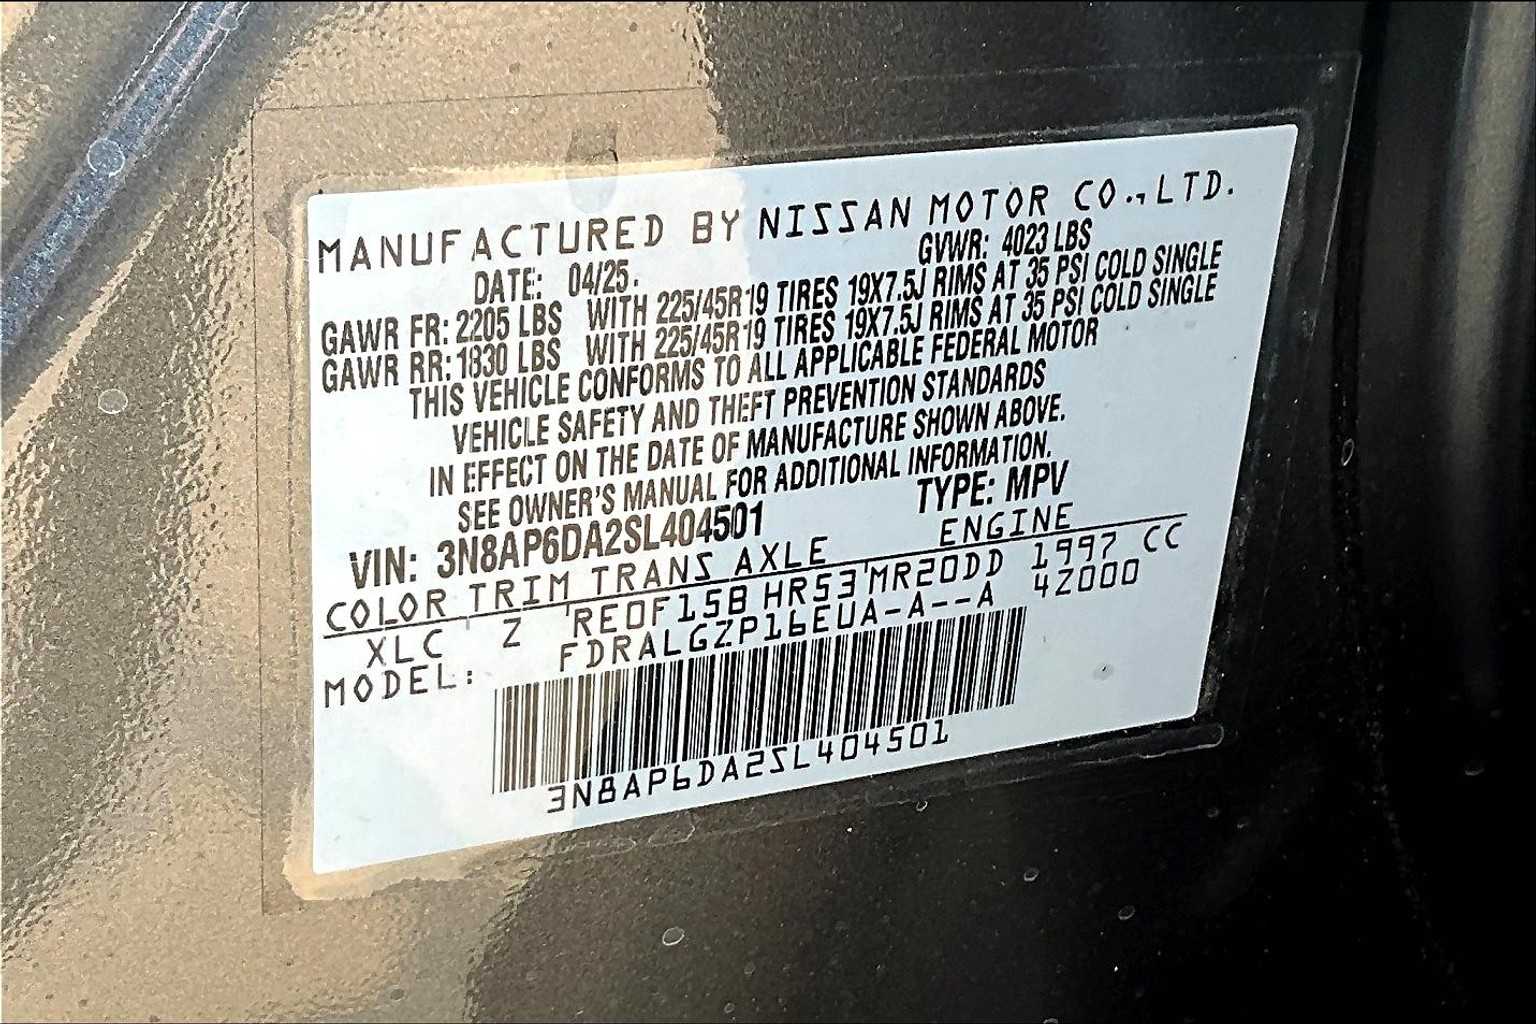 MANUFACTURED BY NISSAN MOTOR CO., LTD.
DATE: 04/25. GVWR: 4023 LBS
GAWR FR: 2205 LBS WITH 225/45R19 TIRES 19X7.5J RIMS AT 35 PSI COLD SINGLE
GAWR RR: 1830 LBS WITH 225/45R19 TIRES 19X7.5J RIMS AT 35 PSI COLD SINGLE
THIS VEHICLE CONFORMS TO ALL APPLICABLE FEDERAL MOTOR
VEHICLE SAFETY AND THEFT PREVENTION STANDARDS
IN EFFECT ON THE DATE OF MANUFACTURE SHOWN ABOVE.
SEE OWNER'S MANUAL FOR ADDITIONAL INFORMATION.
VIN: 3N8AP6DA2SL404501 TYPE: MPV
COLOR TRIM TRANS AXLE ENGINE
XLC Z RE0F15B HR53 MR20DD 1997 CC
MODEL: FDRALGZP16EUA-A--A 4Z000
3N8AP6DA2SL404501